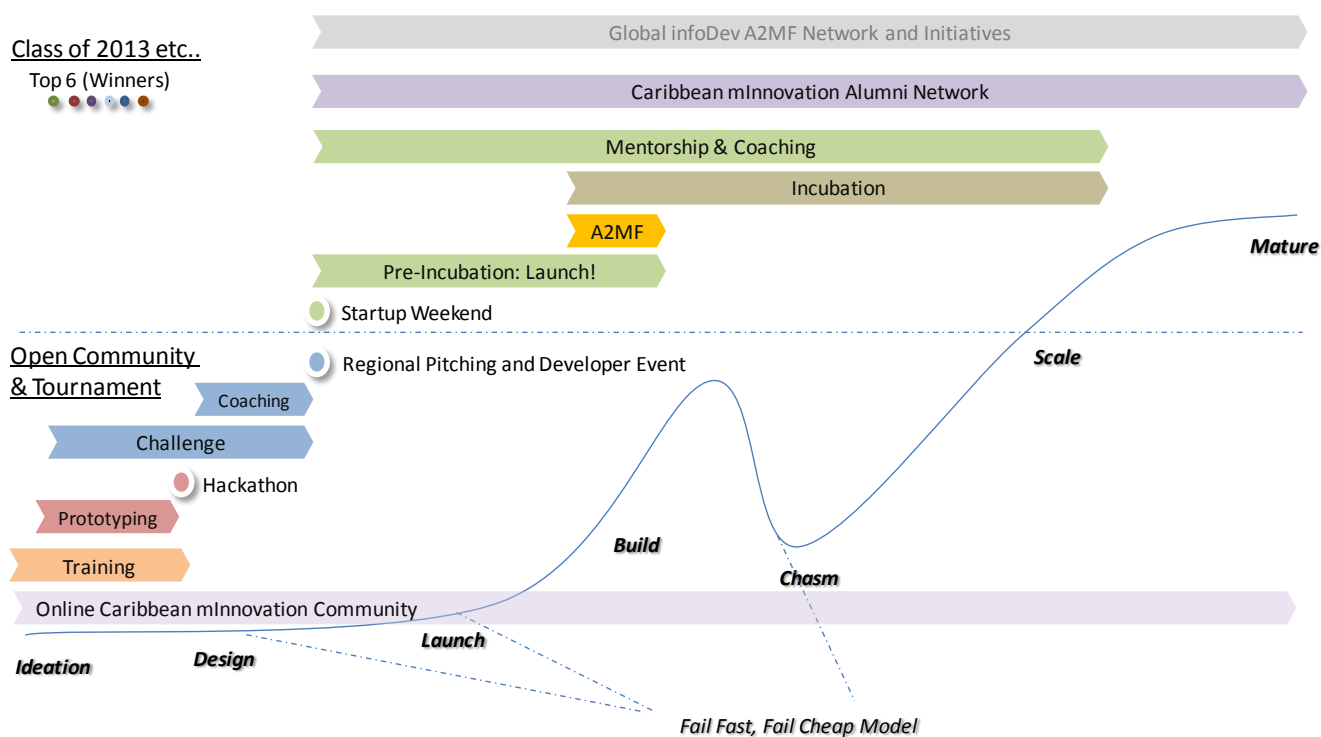 Global infoDev A2MF Network and Initiatives
Class of 2013 etc..
Top 6 (Winners)
Caribbean mInnovation Alumni Network
Mentorship & Coaching
Incubation
A2MF
Mature
Pre-Incubation: Launch!
Startup Weekend
Open Community
& Tournament
Regional Pitching and Developer Event
Scale
Coaching
Challenge
Hackathon
Prototyping
Build
Training
Chasm
Online Caribbean mInnovation Community
Launch
Design
Ideation
Fail Fast, Fail Cheap Model